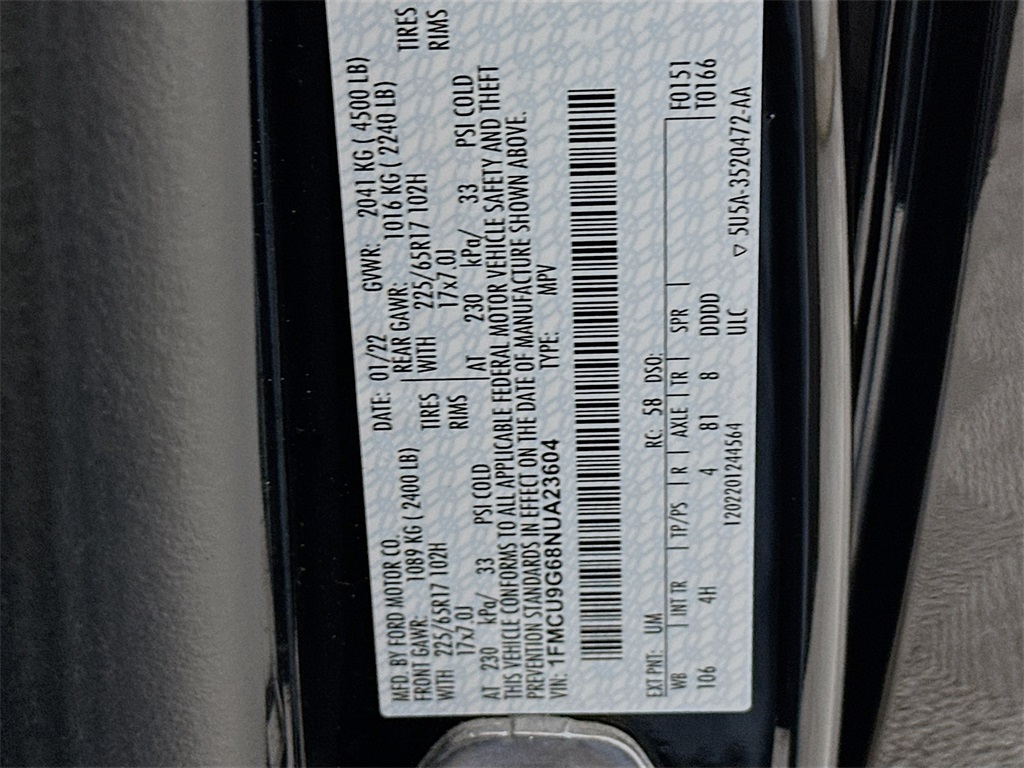 MFD. BY FORD MOTOR CO. DATE: 01/22 GVWR: 2041 KG ( 4500 LB)
FRONT GAWR: 1089 KG ( 2400 LB) REAR GAWR: 1016 KG ( 2240 LB)
WITH 225/65R17 102H TIRES WITH 225/65R17 102H TIRES
17x7.0J RIMS 17x7.0J RIMS
AT 230 kPa/ 33 PSI COLD AT 230 kPa/ 33 PSI COLD
THIS VEHICLE CONFORMS TO ALL APPLICABLE FEDERAL MOTOR VEHICLE SAFETY AND THEFT
PREVENTION STANDARDS IN EFFECT ON THE DATE OF MANUFACTURE SHOWN ABOVE.
VIN: 1FMCU9G68NUA23604 TYPE: MPV
EXT PNT: UM RC: 58 DSO: F0151
WB INT TR TP/PS R AXLE TR SPR T0166
106 4H 4 81 8 DDDD
1202201244564 ULC ▽ 5U5A-3520472-AA